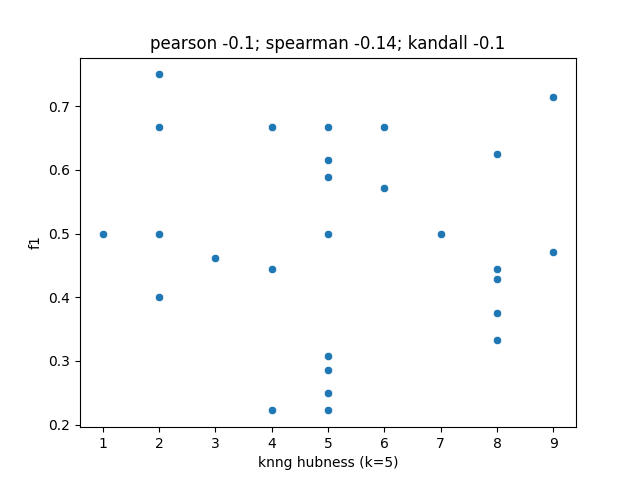 pearson -0.1; spearman -0.14; kandall -0.1
0.7
0.6
0.5
0.4
0.3
0.2
f1
1 2 3 4 5 6 7 8 9
knng hubness (k=5)